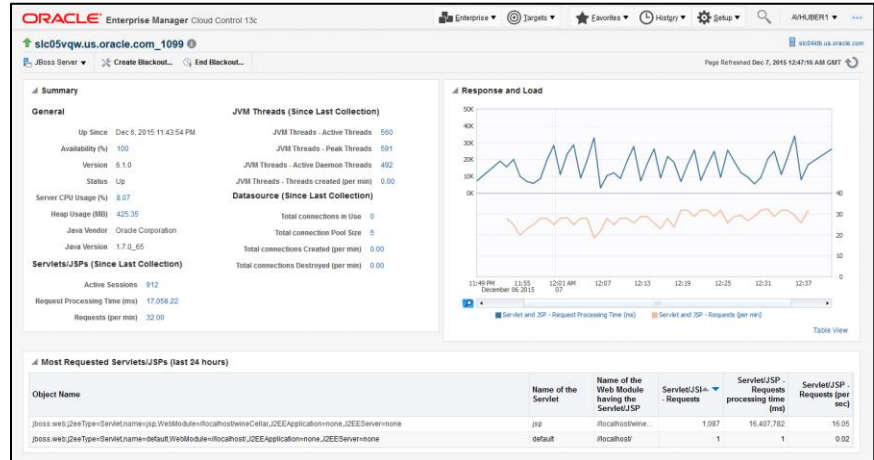 ORACLE Enterprise Manager Cloud Control 13c
Enterprise Targets Favorites History Setup AVHUBER1
slc05vqw.us.oracle.com_1099
slc04ktb.us.oracle.com
JBoss Server Create Blackout... End Blackout...
Page Refreshed Dec 7, 2015 12:47:16 AM GMT
Summary
General
Up Since Dec 6, 2015 11:43:54 PM
Availability (%) 100
Version 6.1.0
Status Up
Server CPU Usage (%) 8.07
Heap Usage (MB) 425.35
Java Vendor Oracle Corporation
Java Version 1.7.0_65
Servlets/JSPs (Since Last Collection)
Active Sessions 912
Request Processing Time (ms) 17,058.22
Requests (per min) 32.00
JVM Threads (Since Last Collection)
JVM Threads - Active Threads 560
JVM Threads - Peak Threads 591
JVM Threads - Active Daemon Threads 492
JVM Threads - Threads created (per min) 0.00
Datasource (Since Last Collection)
Total connections in Use 0
Total connection Pool Size 5
Total connections Created (per min) 0.00
Total connections Destroyed (per min) 0.00
Response and Load
50K
40K
30K
20K
10K
0K
40
30
20
10
0
11:49 PM 11:55 12:01 AM 12:07 12:13 12:19 12:25 12:31 12:37
December 06 2015 07
Servlet and JSP - Request Processing Time (ms) Servlet and JSP - Requests (per min)
Table View
Most Requested Servlets/JSPs (last 24 hours)
Object Name
Name of the
Servlet
Name of the
Web Module
having the
Servlet/JSP
Servlet/JSP
- Requests
Servlet/JSP -
Requests
processing time
(ms)
Servlet/JSP -
Requests (per
sec)
jboss.web:j2eeType=Servlet,name=jsp,WebModule=//localhost/wineCellar,J2EEApplication=none,J2EEServer=none jsp //localhost/wine... 1,087 16,407,782 16.05
jboss.web:j2eeType=Servlet,name=default,WebModule=//localhost/,J2EEApplication=none,J2EEServer=none default //localhost/ 1 1 0.02